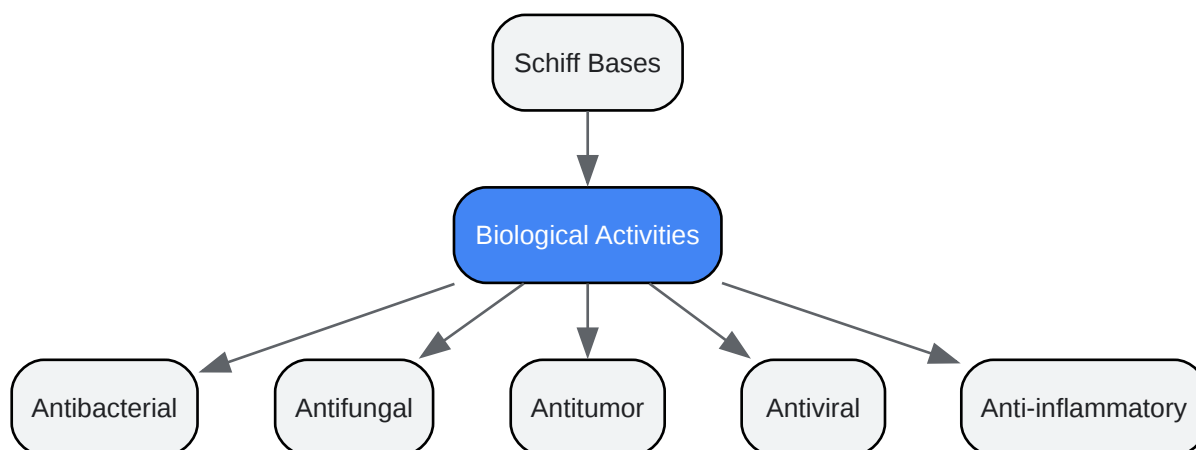 Schiff Bases
Biological Activities
Antibacterial
Antifungal
Antitumor
Antiviral
Anti-inflammatory